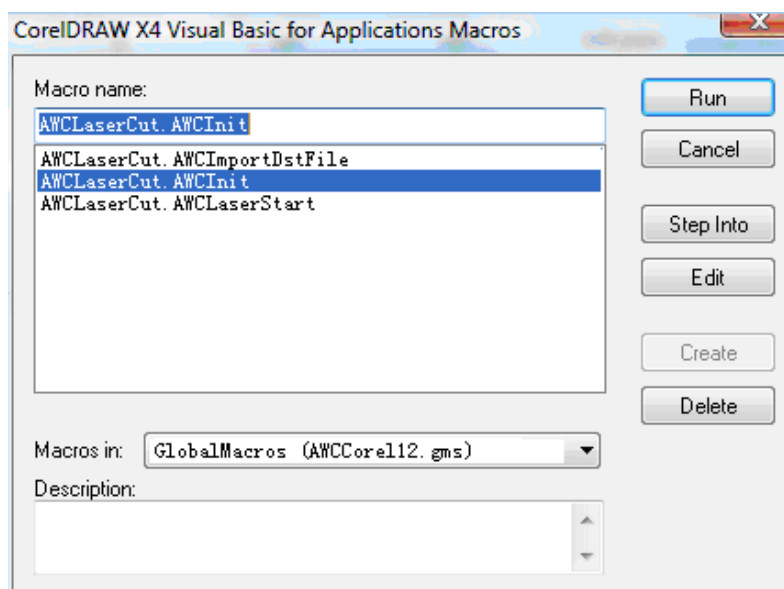 CorelDRAW X4 Visual Basic for Applications Macros
Macro name:
AWCLaserCut.AWCInit
AWCLaserCut.AWCImportDstFile
AWCLaserCut.AWCInit
AWCLaserCut.AWCLaserStart
Run
Cancel
Step Into
Edit
Create
Delete
Macros in:
GlobalMacros (AWCCorel12.gms)
Description: